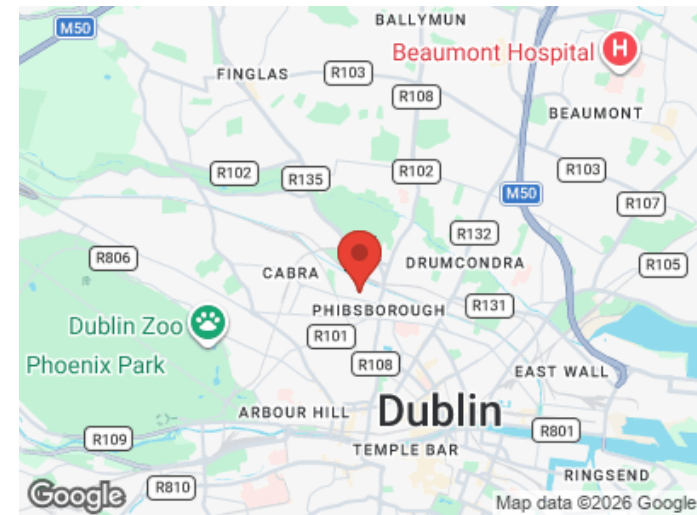 BALLYMUN
M50
Beaumont Hospital
H
FINGLAS
R103
R108
BEAUMONT
R102
R135
R102
R103
M50
R107
R132
R806
CABRA
DRUMCONDRA
R105
PHIBSBOROUGH
R131
Dublin Zoo
R101
Phoenix Park
R108
EAST WALL
ARBOUR HILL
Dublin
R109
R801
TEMPLE BAR
RINGSEND
R810
Google
Map data ©2026 Google